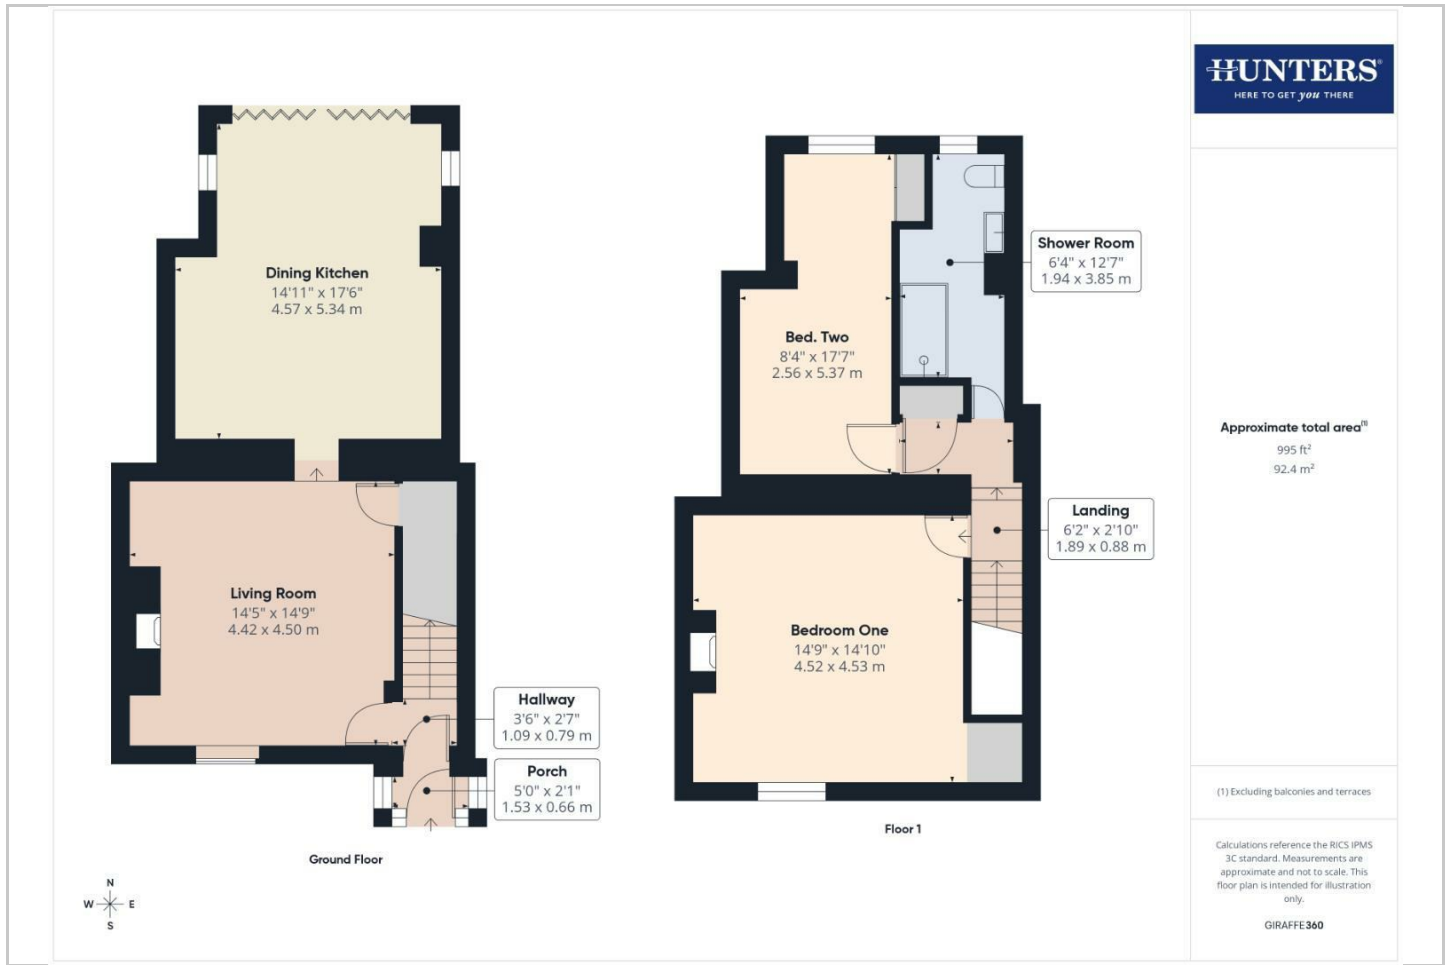 HUNTERS®
HERE TO GET you THERE
Dining Kitchen
14'11" x 17'6"
4.57 x 5.34 m
Living Room
14'5" x 14'9"
4.42 x 4.50 m
Hallway
3'6" x 2'7"
1.09 x 0.79 m
Porch
5'0" x 2'1"
1.53 x 0.66 m
Ground Floor
Shower Room
6'4" x 12'7"
1.94 x 3.85 m
Bed. Two
8'4" x 17'7"
2.56 x 5.37 m
Landing
6'2" x 2'10"
1.89 x 0.88 m
Bedroom One
14'9" x 14'10"
4.52 x 4.53 m
Floor 1
N
W E
S
Approximate total area(1)
995 ft²
92.4 m²
(1) Excluding balconies and terraces
Calculations reference the RICS IPMS
3C standard. Measurements are
approximate and not to scale. This
floor plan is intended for illustration
only.
GIRAFFE360